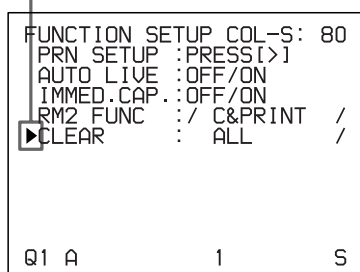 FUNCTION SETUP COL-S: 80
PRN SETUP :PRESS[>]
AUTO LIVE :OFF/ON
IMMED.CAP.:OFF/ON
RM2 FUNC :/ C&PRINT /
▶CLEAR : ALL /
Q1 A 1 S